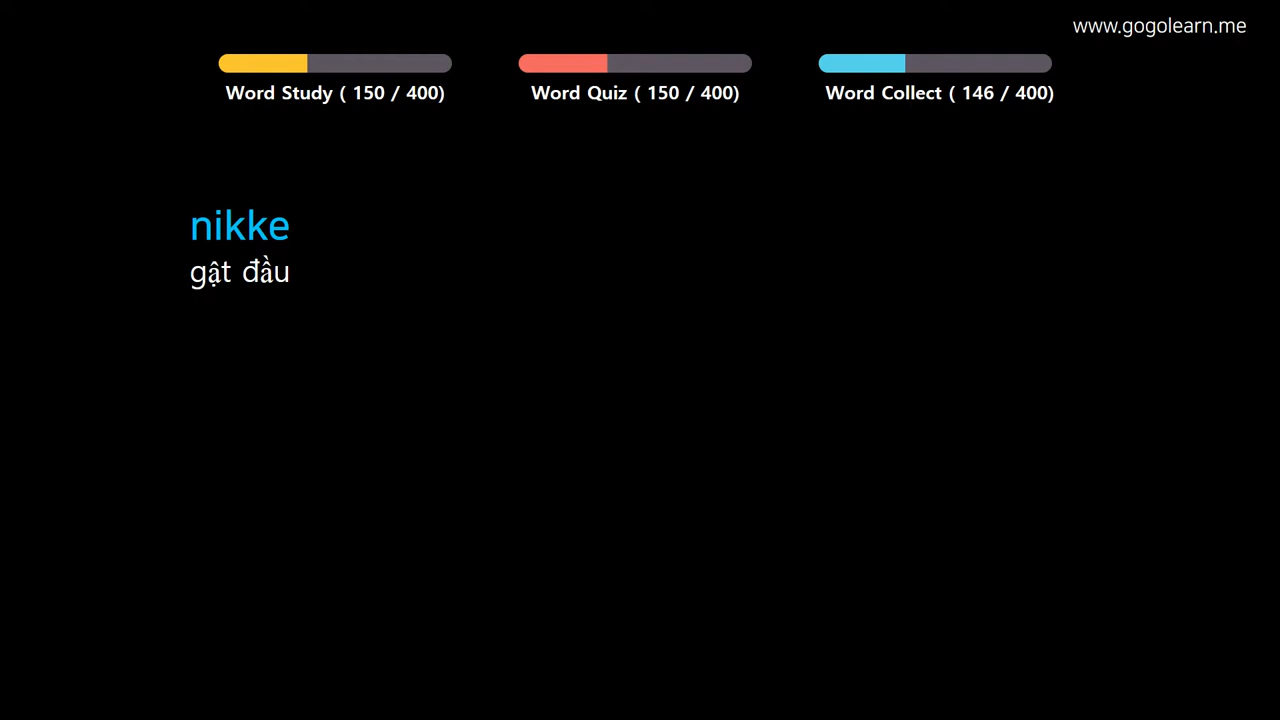 www.gogolearn.me
Word Study ( 150 / 400)
Word Quiz ( 150 / 400)
Word Collect ( 146 / 400)
nikke
gật đầu